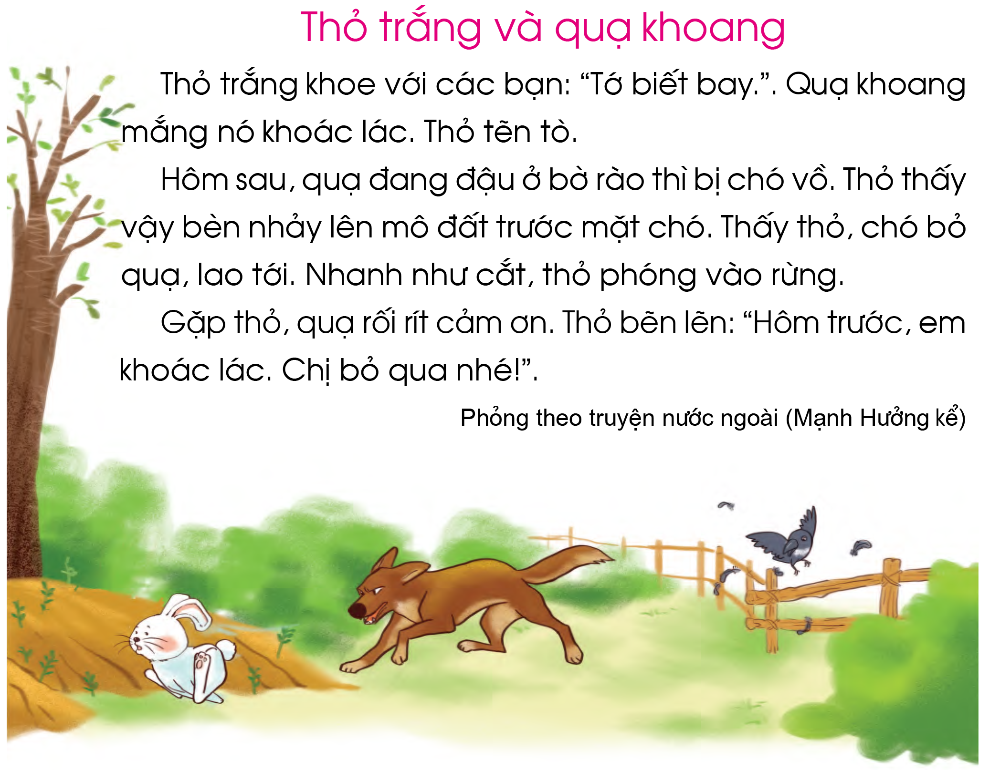 Thỏ trắng và quạ khoang
Thỏ trắng khoe với các bạn: “Tớ biết bay.”. Quạ khoang
mắng nó khoác lác. Thỏ tẽn tò.
Hôm sau, quạ đang đậu ở bờ rào thì bị chó vồ. Thỏ thấy
vậy bèn nhảy lên mô đất trước mặt chó. Thấy thỏ, chó bỏ
quạ, lao tới. Nhanh như cắt, thỏ phóng vào rừng.
Gặp thỏ, quạ rối rít cảm ơn. Thỏ bẽn lẽn: “Hôm trước, em
khoác lác. Chị bỏ qua nhé!”.
Phỏng theo truyện nước ngoài (Mạnh Hưởng kể)